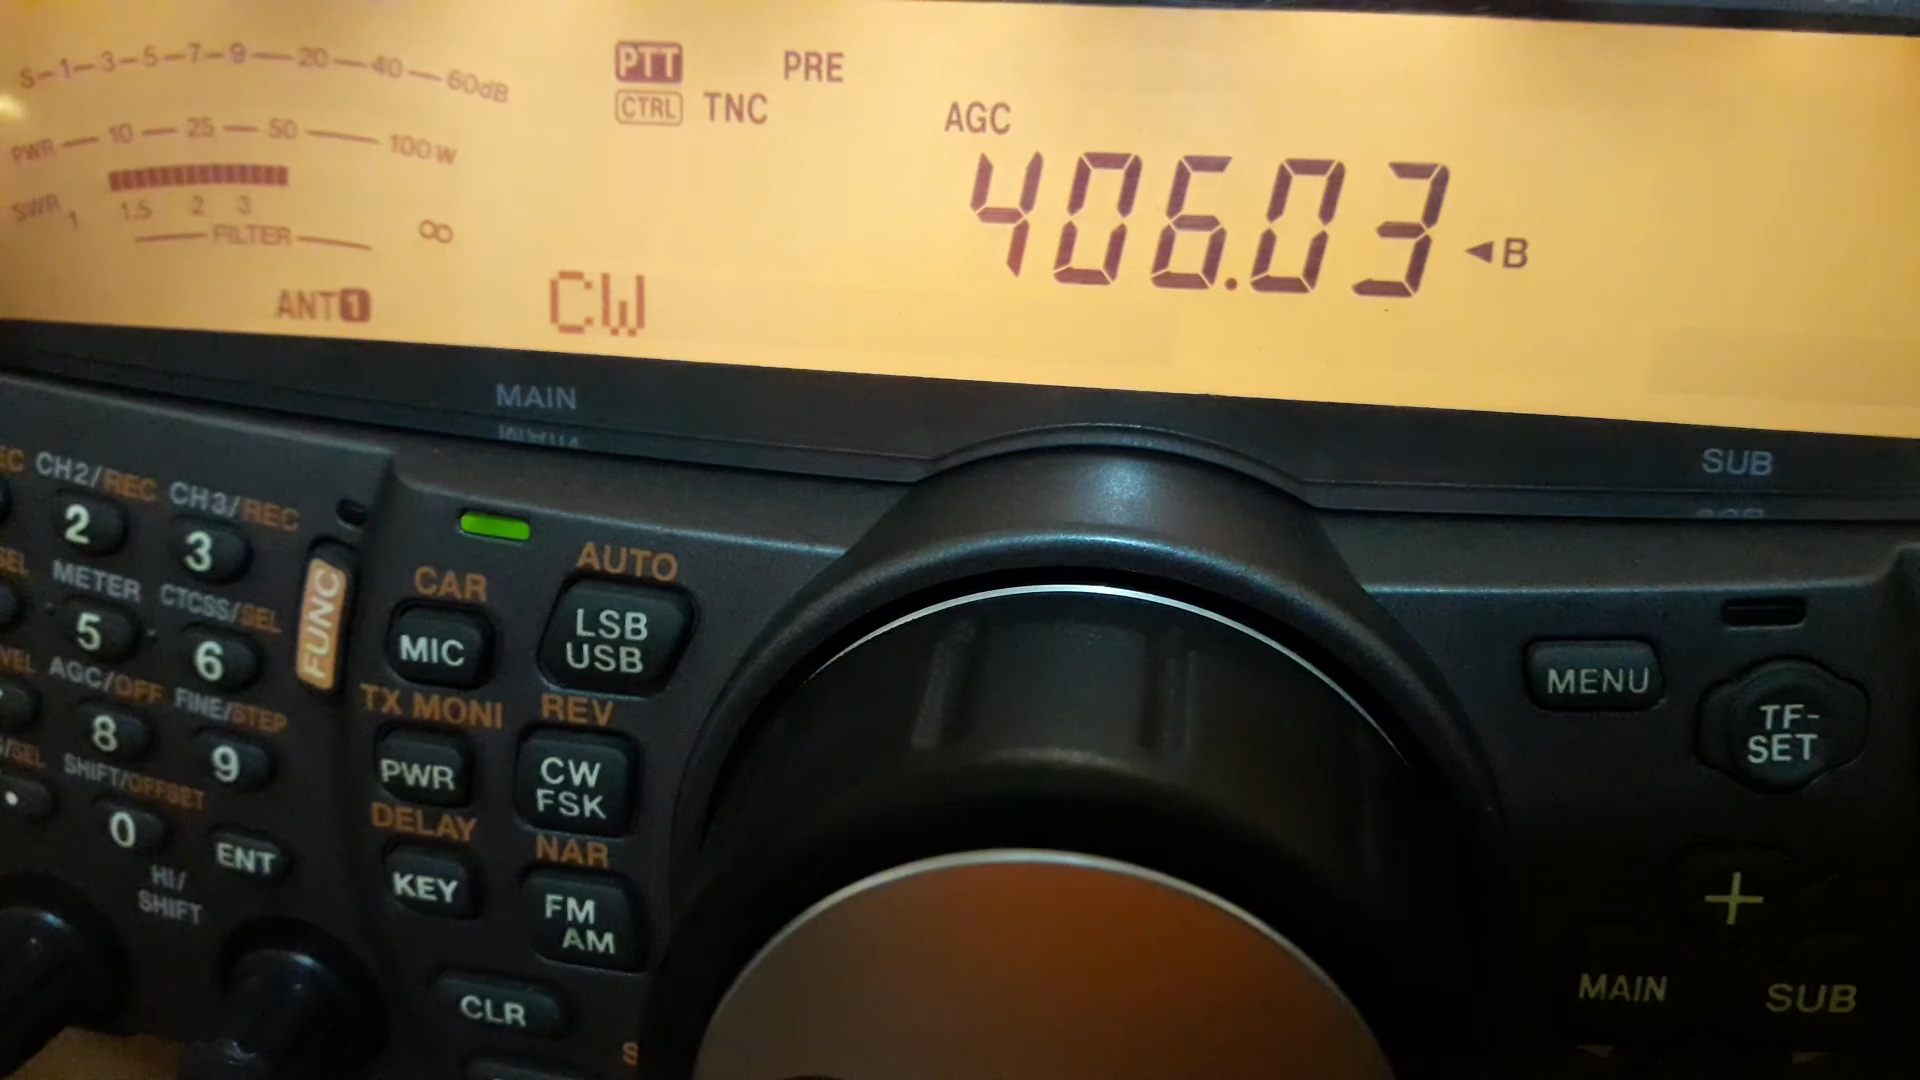 S 1 3 5 7 9 20 40 60dB
PTT PRE
CTRL TNC
AGC
PWR 10 25 50 100W
406.03 ◄B
SWR 1 1.5 2 3 ∞
FILTER
ANT 1 CW
MAIN
SUB
CH2/REC CH3/REC
2 3
AUTO
METER CTCSS/SEL
FUNC
CAR
LSB
USB
MIC
5 6
MENU
AGC/OFF FINE/STEP
TX MONI REV
TF-
SET
8 9
PWR CW
FSK
SHIFT/OFFSET
DELAY NAR
0 ENT
KEY FM
AM
HI/
SHIFT
+
MAIN SUB
CLR